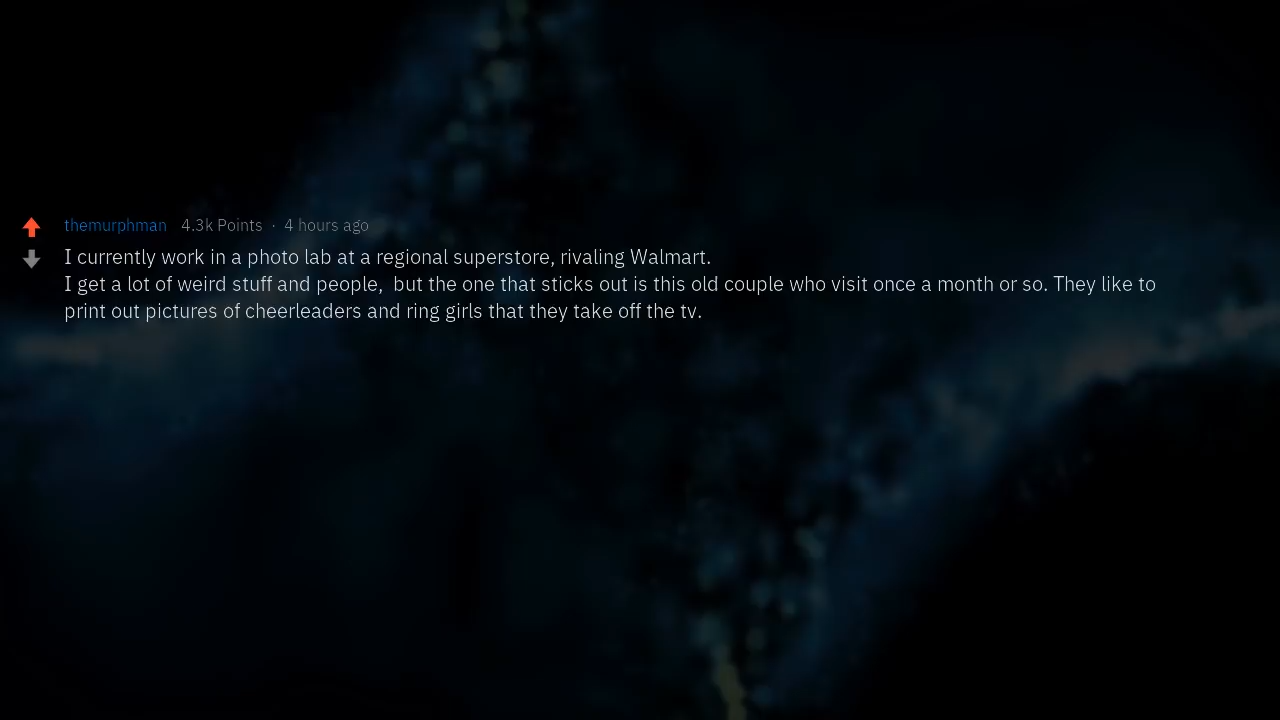 themurphman 4.3k Points · 4 hours ago
I currently work in a photo lab at a regional superstore, rivaling Walmart.
I get a lot of weird stuff and people,  but the one that sticks out is this old couple who visit once a month or so. They like to
print out pictures of cheerleaders and ring girls that they take off the tv.